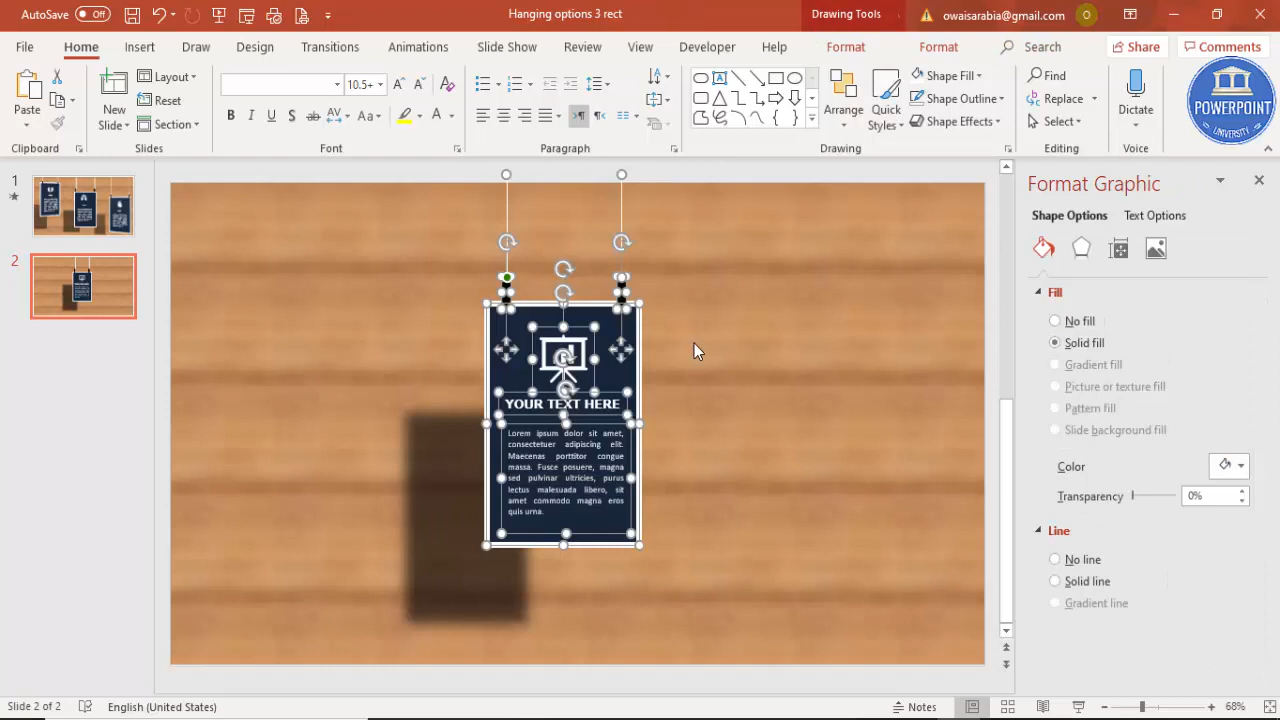 AutoSave Off
Hanging options 3 rect
Drawing Tools
owaisarabia@gmail.com
O
File Home Insert Draw Design Transitions Animations Slide Show Review View Developer Help Format Format Search Share Comments
Paste
New Slide
Layout
Reset
Section
10.5+
B I U S ab AV Aa A
Arrange
Quick Styles
Shape Fill
Shape Outline
Shape Effects
Find
Replace
Select
Dictate
POWERPOINT
UNIVERSITY
Clipboard Slides Font Paragraph Drawing Editing Voice
1
2
YOUR TEXT HERE
Lorem ipsum dolor sit amet,
consectetuer adipiscing elit.
Maecenas porttitor congue
massa. Fusce posuere, magna
sed pulvinar ultricies, purus
lectus malesuada libero, sit
amet commodo magna eros
quis urna.
Format Graphic
Shape Options Text Options
Fill
No fill
Solid fill
Gradient fill
Picture or texture fill
Pattern fill
Slide background fill
Color
Transparency 0%
Line
No line
Solid line
Gradient line
Slide 2 of 2 English (United States) Notes 68%